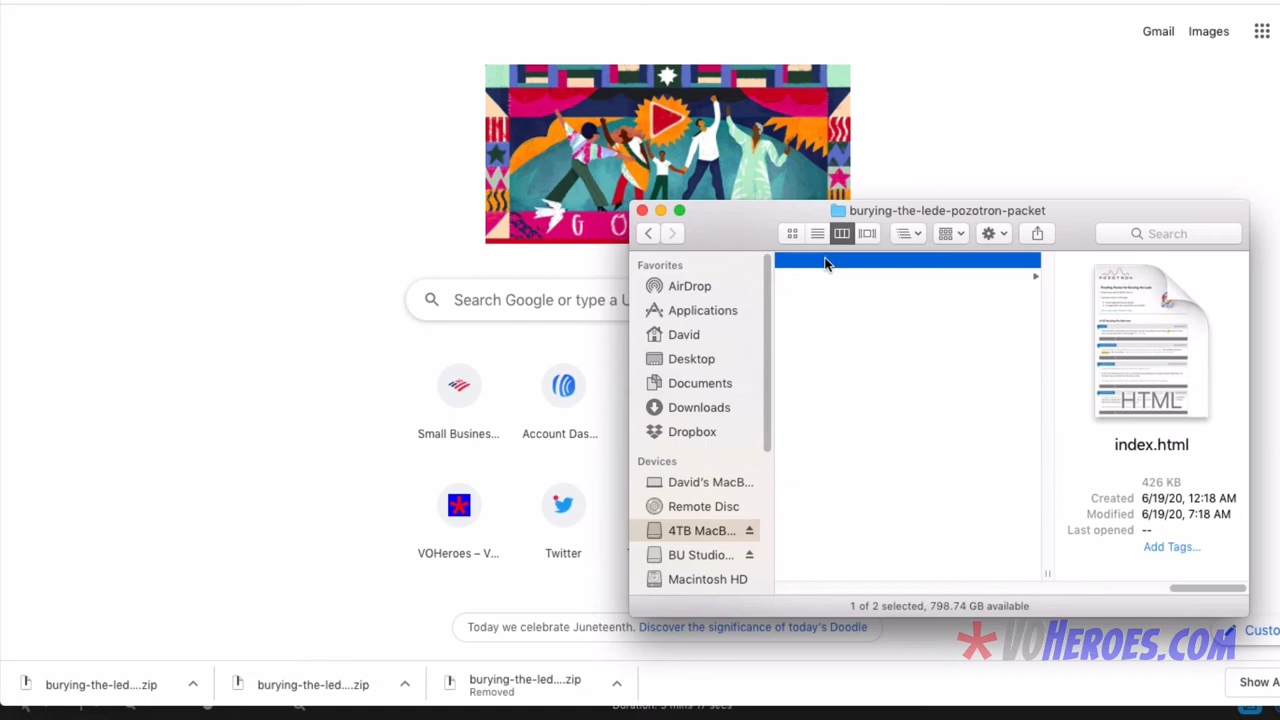 Gmail Images
G O
burying-the-lede-pozotron-packet
Search
Search Google or type a U
Favorites
AirDrop
Applications
David
Desktop
Documents
Downloads
Dropbox
Devices
David's MacB...
Remote Disc
4TB MacB...
BU Studio...
Macintosh HD
HTML
index.html
426 KB
Created 6/19/20, 12:18 AM
Modified 6/19/20, 7:18 AM
Last opened --
Add Tags...
1 of 2 selected, 798.74 GB available
Small Busines...
Account Das...
VOHeroes – V...
Twitter
Today we celebrate Juneteenth. Discover the significance of today's Doodle
VOHEROES.COM
Custo
burying-the-led....zip
burying-the-led....zip
burying-the-led....zip
Removed
Show A
Duration: 3 mins 17 secs